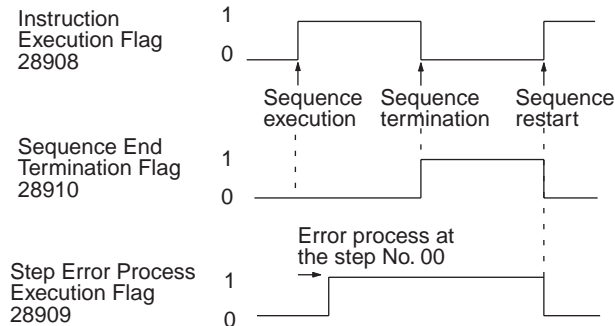 Instruction
Execution Flag
28908
1
0
Sequence
execution
Sequence
termination
Sequence
restart
Sequence End
Termination Flag
28910
1
0
Error process at
the step No. 00
Step Error Process
Execution Flag
28909
1
0